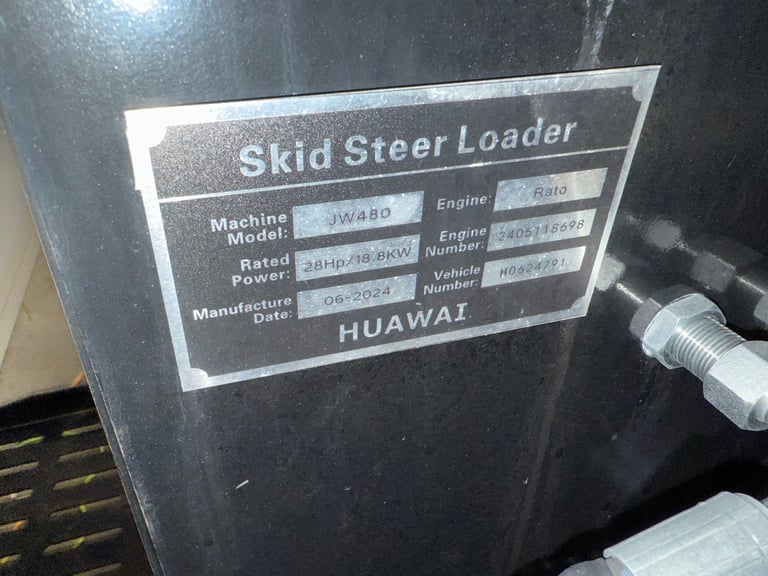 Skid Steer Loader
Machine Model: JW480
Engine: Rato
Rated Power: 28Hp/18.8KW
Engine Number: 2405118698
Manufacture Date: 06-2024
Vehicle Number: H0624791
HUAWAI